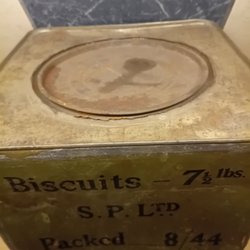 Biscuits - 7½ lbs.
S.P. LTD
Packed 8/44